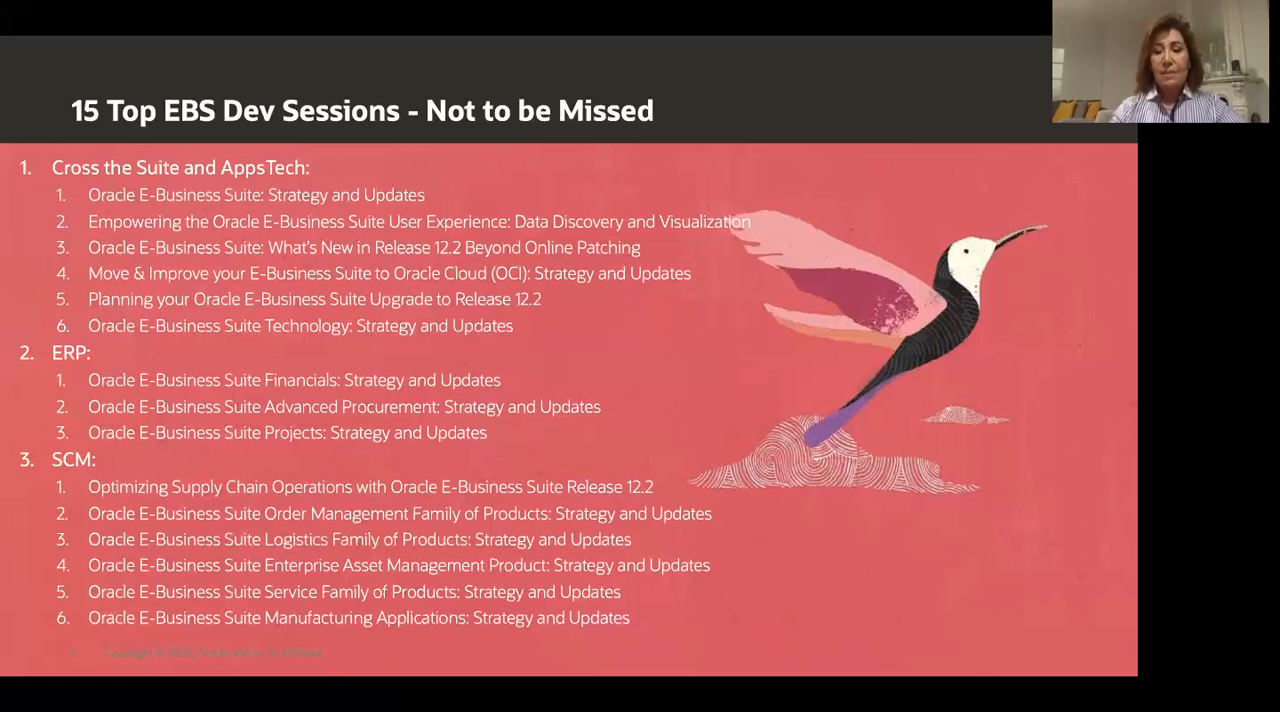 15 Top EBS Dev Sessions - Not to be Missed
1. Cross the Suite and AppsTech:
1. Oracle E-Business Suite: Strategy and Updates
2. Empowering the Oracle E-Business Suite User Experience: Data Discovery and Visualization
3. Oracle E-Business Suite: What's New in Release 12.2 Beyond Online Patching
4. Move & Improve your E-Business Suite to Oracle Cloud (OCI): Strategy and Updates
5. Planning your Oracle E-Business Suite Upgrade to Release 12.2
6. Oracle E-Business Suite Technology: Strategy and Updates
2. ERP:
1. Oracle E-Business Suite Financials: Strategy and Updates
2. Oracle E-Business Suite Advanced Procurement: Strategy and Updates
3. Oracle E-Business Suite Projects: Strategy and Updates
3. SCM:
1. Optimizing Supply Chain Operations with Oracle E-Business Suite Release 12.2
2. Oracle E-Business Suite Order Management Family of Products: Strategy and Updates
3. Oracle E-Business Suite Logistics Family of Products: Strategy and Updates
4. Oracle E-Business Suite Enterprise Asset Management Product: Strategy and Updates
5. Oracle E-Business Suite Service Family of Products: Strategy and Updates
6. Oracle E-Business Suite Manufacturing Applications: Strategy and Updates
Copyright ©